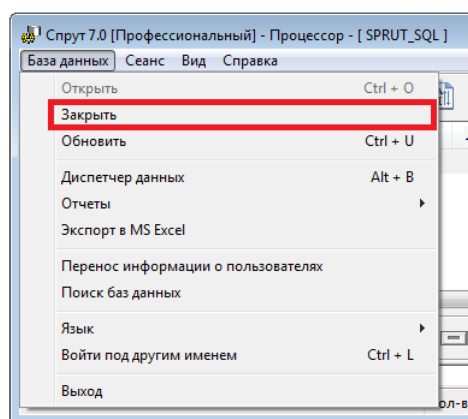 Спрут 7.0 [Профессиональный] - Процессор - [ SPRUT_SQL ]
База данных Сеанс Вид Справка
Открыть Ctrl + O
Закрыть
Обновить Ctrl + U
Диспетчер данных Alt + B
Отчеты
Экспорт в MS Excel
Перенос информации о пользователях
Поиск баз данных
Язык
Войти под другим именем Ctrl + L
Выход